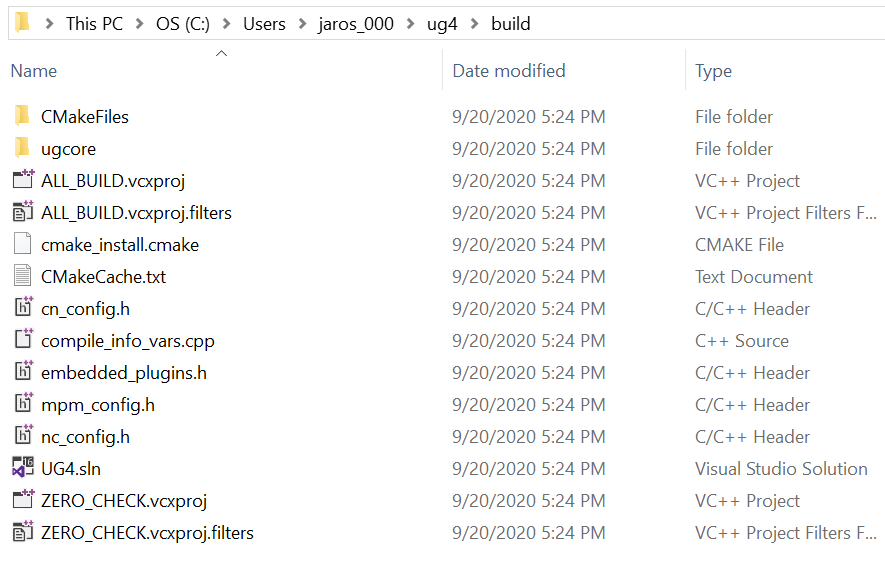 This PC > OS (C:) > Users > jaros_000 > ug4 > build
Name Date modified Type
CMakeFiles 9/20/2020 5:24 PM File folder
ugcore 9/20/2020 5:24 PM File folder
ALL_BUILD.vcxproj 9/20/2020 5:24 PM VC++ Project
ALL_BUILD.vcxproj.filters 9/20/2020 5:24 PM VC++ Project Filters F...
cmake_install.cmake 9/20/2020 5:24 PM CMAKE File
CMakeCache.txt 9/20/2020 5:24 PM Text Document
cn_config.h 9/20/2020 5:24 PM C/C++ Header
compile_info_vars.cpp 9/20/2020 5:24 PM C++ Source
embedded_plugins.h 9/20/2020 5:24 PM C/C++ Header
mpm_config.h 9/20/2020 5:24 PM C/C++ Header
nc_config.h 9/20/2020 5:24 PM C/C++ Header
UG4.sln 9/20/2020 5:24 PM Visual Studio Solution
ZERO_CHECK.vcxproj 9/20/2020 5:24 PM VC++ Project
ZERO_CHECK.vcxproj.filters 9/20/2020 5:24 PM VC++ Project Filters F...